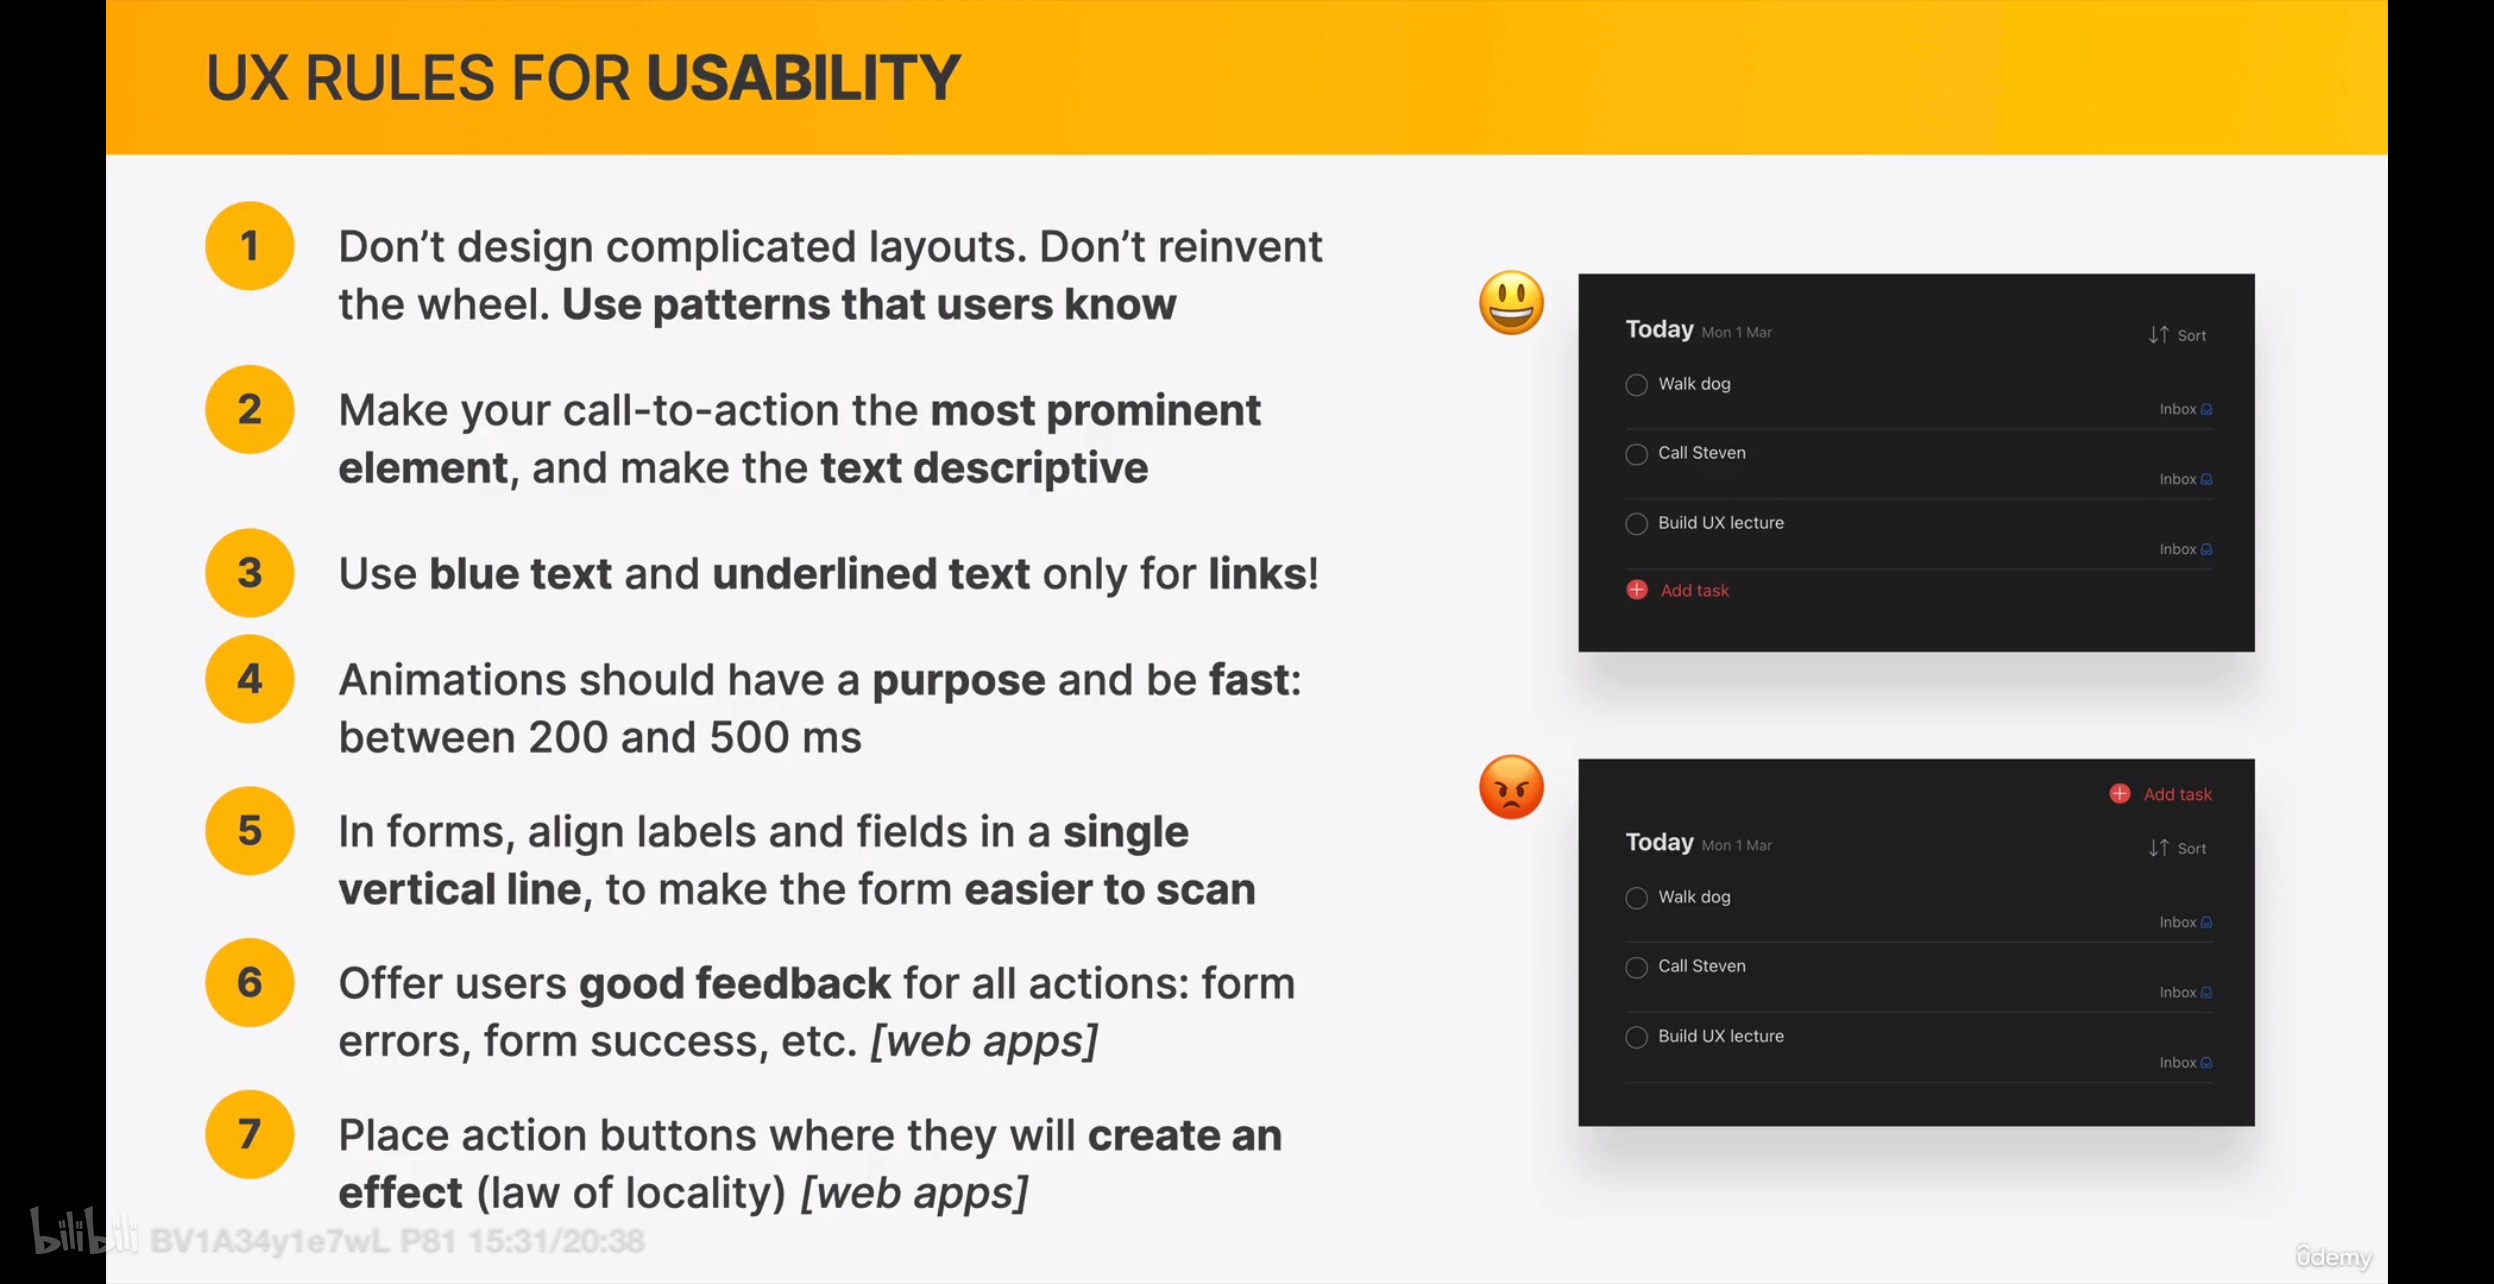 UX RULES FOR USABILITY
1
Don’t design complicated layouts. Don’t reinvent
the wheel. Use patterns that users know
2
Make your call-to-action the most prominent
element, and make the text descriptive
3
Use blue text and underlined text only for links!
4
Animations should have a purpose and be fast:
between 200 and 500 ms
5
In forms, align labels and fields in a single
vertical line, to make the form easier to scan
6
Offer users good feedback for all actions: form
errors, form success, etc. [web apps]
7
Place action buttons where they will create an
effect (law of locality) [web apps]
Today Mon 1 Mar
Sort
Walk dog
Inbox
Call Steven
Inbox
Build UX lecture
Inbox
Add task
Add task
Today Mon 1 Mar
Sort
Walk dog
Inbox
Call Steven
Inbox
Build UX lecture
Inbox
bilibili BV1A34y1e7wL P81 15:31/20:38
ûdemy